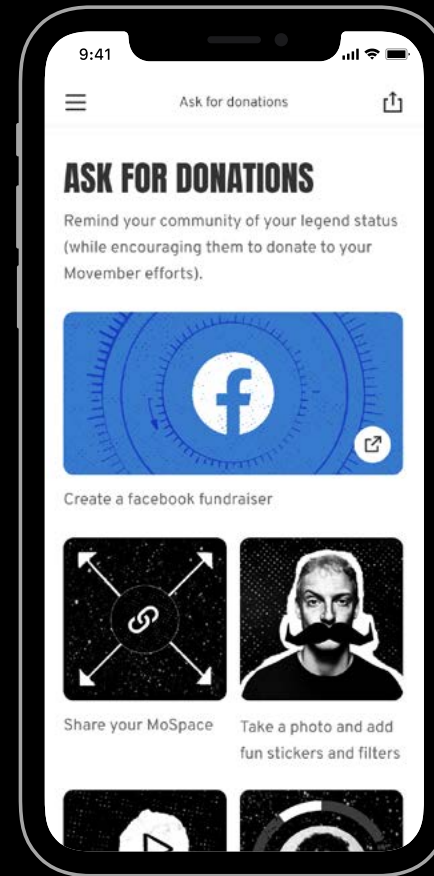 9:41
Ask for donations
ASK FOR DONATIONS
Remind your community of your legend status
(while encouraging them to donate to your
Movember efforts).
Create a facebook fundraiser
Share your MoSpace
Take a photo and add
fun stickers and filters